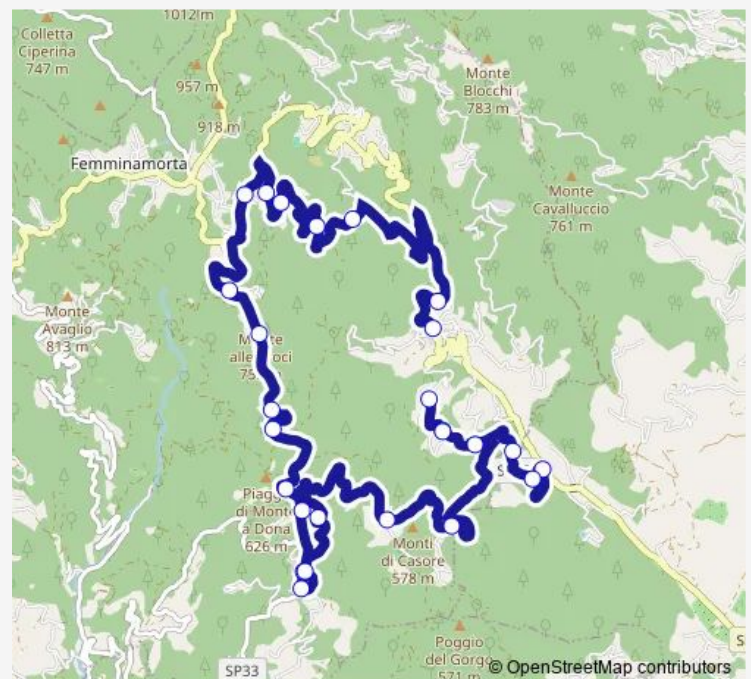 1012 m
Colletta
Ciperina
747 m
957 m
918 m
Monte
Blocchi
783 m
Femminamorta
Monte
Cavalluccio
761 m
Monte
Avaglio
813 m
Piagg
di Mont
a Dona
626 m
Monti
di Casore
578 m
Poggio
del Gorgo
571 m
SP33
S
© OpenStreetMap contributors